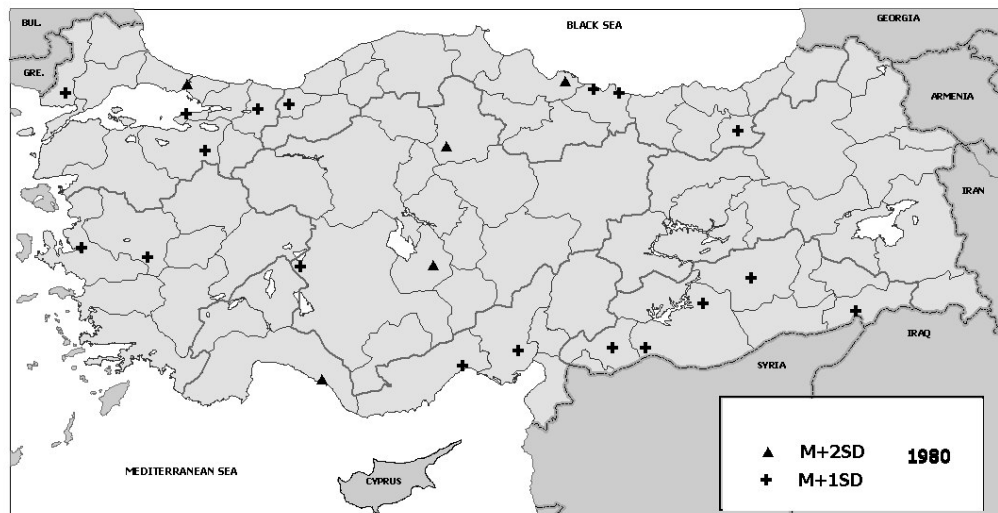 BUL.
BLACK SEA
GEORGIA
GRE.
ARMENIA
IRAN
IRAQ
SYRIA
MEDITERRANEAN SEA
CYPRUS
M+2SD
1980
M+1SD